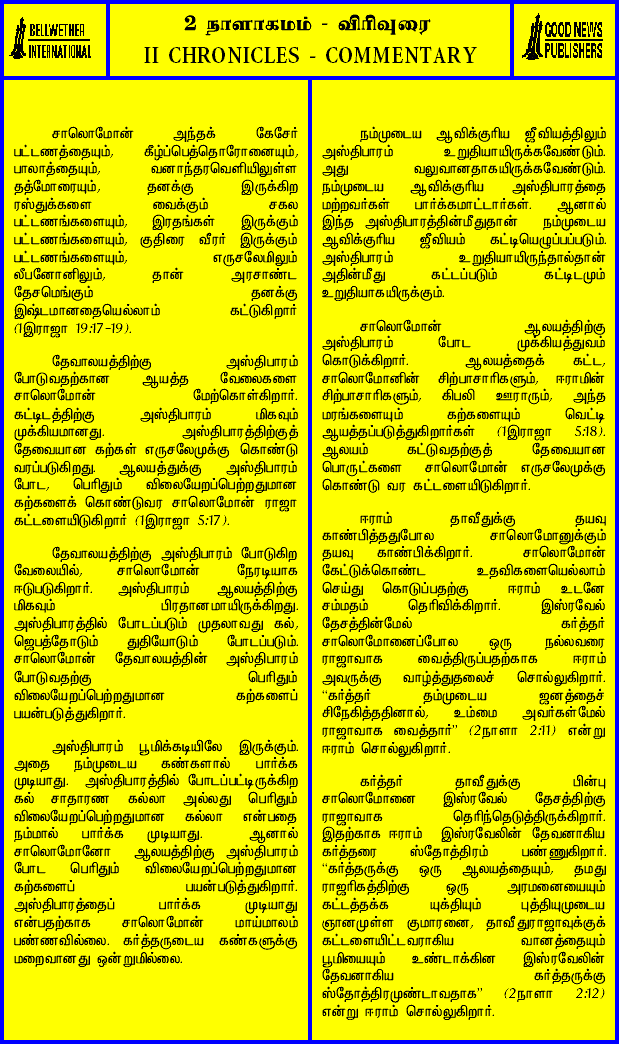 BELLWETHER
INTERNATIONAL
2 நாளாகமம் - விரிவுரை
II CHRONICLES - COMMENTARY
GOOD NEWS
PUBLISHERS
சாலொமோன் அந்தக் கேசேர்
பட்டணத்தையும், கீழ்ப்பெத்தொரோனையும்,
பாலாத்தையும், வனாந்தரவெளியிலுள்ள
தத்மோரையும், தனக்கு இருக்கிற
ரஸ்துக்களை வைக்கும் சகல
பட்டணங்களையும், இரதங்கள் இருக்கும்
பட்டணங்களையும், குதிரை வீரர் இருக்கும்
பட்டணங்களையும், எருசலேமிலும்
லீபனோனிலும், தான் அரசாண்ட
தேசமெங்கும் தனக்கு
இஷ்டமானதையெல்லாம் கட்டுகிறார்
(1இராஜா 19:17-19).
தேவாலயத்திற்கு அஸ்திபாரம்
போடுவதற்கான ஆயத்த வேலைகளை
சாலொமோன் மேற்கொள்கிறார்.
கட்டிடத்திற்கு அஸ்திபாரம் மிகவும்
முக்கியமானது. அஸ்திபாரத்திற்குத்
தேவையான கற்கள் எருசலேமுக்கு கொண்டு
வரப்படுகிறது. ஆலயத்துக்கு அஸ்திபாரம்
போட, பெரிதும் விலையேறப்பெற்றதுமான
கற்களைக் கொண்டுவர சாலொமோன் ராஜா
கட்டளையிடுகிறார் (1இராஜா 5:17).
தேவாலயத்திற்கு அஸ்திபாரம் போடுகிற
வேலையில், சாலொமோன் நேரடியாக
ஈடுபடுகிறார். அஸ்திபாரம் ஆலயத்திற்கு
மிகவும் பிரதானமாயிருக்கிறது.
அஸ்திபாரத்தில் போடப்படும் முதலாவது கல்,
ஜெபத்தோடும் துதியோடும் போடப்படும்.
சாலொமோன் தேவாலயத்தின் அஸ்திபாரம்
போடுவதற்கு பெரிதும்
விலையேறப்பெற்றதுமான கற்களைப்
பயன்படுத்துகிறார்.
அஸ்திபாரம் பூமிக்கடியிலே இருக்கும்.
அதை நம்முடைய கண்களால் பார்க்க
முடியாது. அஸ்திபாரத்தில் போடப்பட்டிருக்கிற
கல் சாதாரண கல்லா அல்லது பெரிதும்
விலையேறப்பெற்றதுமான கல்லா என்பதை
நம்மால் பார்க்க முடியாது. ஆனால்
சாலொமோனோ ஆலயத்திற்கு அஸ்திபாரம்
போட பெரிதும் விலையேறப்பெற்றதுமான
கற்களைப் பயன்படுத்துகிறார்.
அஸ்திபாரத்தைப் பார்க்க முடியாது
என்பதற்காக சாலொமோன் மாய்மாலம்
பண்ணவில்லை. கர்த்தருடைய கண்களுக்கு
மறைவானது ஒன்றுமில்லை.
நம்முடைய ஆவிக்குரிய ஜீவியத்திலும்
அஸ்திபாரம் உறுதியாயிருக்கவேண்டும்.
அது வலுவானதாகயிருக்கவேண்டும்.
நம்முடைய ஆவிக்குரிய அஸ்திபாரத்தை
மற்றவர்கள் பார்க்கமாட்டார்கள். ஆனால்
இந்த அஸ்திபாரத்தின்மீதுதான் நம்முடைய
ஆவிக்குரிய ஜீவியம் கட்டியெழுப்பப்படும்.
அஸ்திபாரம் உறுதியாயிருந்தால்தான்
அதின்மீது கட்டப்படும் கட்டிடமும்
உறுதியாகயிருக்கும்.
சாலொமோன் ஆலயத்திற்கு
அஸ்திபாரம் போட முக்கியத்துவம்
கொடுக்கிறார். ஆலயத்தைக் கட்ட,
சாலொமோனின் சிற்பாசாரிகளும், ஈராமின்
சிற்பாசாரிகளும், கிபலி ஊராரும், அந்த
மரங்களையும் கற்களையும் வெட்டி
ஆயத்தப்படுத்துகிறார்கள் (1இராஜா 5:18).
ஆலயம் கட்டுவதற்குத் தேவையான
பொருட்களை சாலொமோன் எருசலேமுக்கு
கொண்டு வர கட்டளையிடுகிறார்.
ஈராம் தாவீதுக்கு தயவு
காண்பித்ததுபோல சாலொமோனுக்கும்
தயவு காண்பிக்கிறார். சாலொமோன்
கேட்டுக்கொண்ட உதவிகளையெல்லாம்
செய்து கொடுப்பதற்கு ஈராம் உடனே
சம்மதம் தெரிவிக்கிறார். இஸ்ரவேல்
தேசத்தின்மேல் கர்த்தர்
சாலொமோனைப்போல ஒரு நல்லவரை
ராஜாவாக வைத்திருப்பதற்காக ஈராம்
அவருக்கு வாழ்த்துதலைச் சொல்லுகிறார்.
“கர்த்தர் தம்முடைய ஜனத்தைச்
சிநேகித்ததினால், உம்மை அவர்கள்மேல்
ராஜாவாக வைத்தார்” (2நாளா 2:11) என்று
ஈராம் சொல்லுகிறார்.
கர்த்தர் தாவீதுக்கு பின்பு
சாலொமோனை இஸ்ரவேல் தேசத்திற்கு
ராஜாவாக தெரிந்தெடுத்திருக்கிறார்.
இதற்காக ஈராம் இஸ்ரவேலின் தேவனாகிய
கர்த்தரை ஸ்தோத்திரம் பண்ணுகிறார்.
“கர்த்தருக்கு ஒரு ஆலயத்தையும், தமது
ராஜரிகத்திற்கு ஒரு அரமனையையும்
கட்டத்தக்க யுக்தியும் புத்தியுமுடைய
ஞானமுள்ள குமாரனை, தாவீதுராஜாவுக்குக்
கட்டளையிட்டவராகிய வானத்தையும்
பூமியையும் உண்டாக்கின இஸ்ரவேலின்
தேவனாகிய கர்த்தருக்கு
ஸ்தோத்திரமுண்டாவதாக” (2நாளா 2:12)
என்று ஈராம் சொல்லுகிறார்.